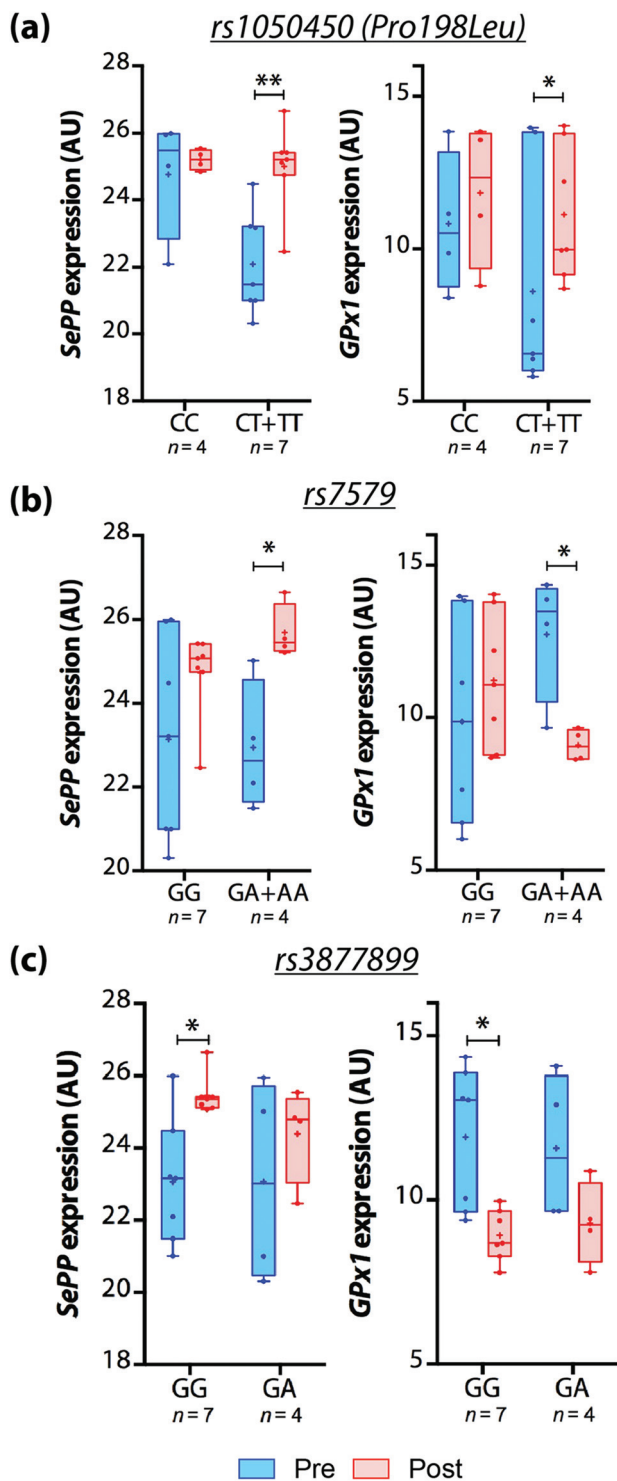 (a) rs1050450 (Pro198Leu)
SePP expression (AU)
28
26
24
22
20
18
**
CC
n = 4
CT+TT
n = 7
GPx1 expression (AU)
15
10
5
*
CC
n = 4
CT+TT
n = 7
(b) rs7579
SePP expression (AU)
28
26
24
22
20
*
GG
n = 7
GA+AA
n = 4
GPx1 expression (AU)
15
10
5
*
GG
n = 7
GA+AA
n = 4
(c) rs3877899
SePP expression (AU)
28
26
24
22
20
18
*
GG
n = 7
GA
n = 4
GPx1 expression (AU)
15
10
5
*
GG
n = 7
GA
n = 4
Pre Post